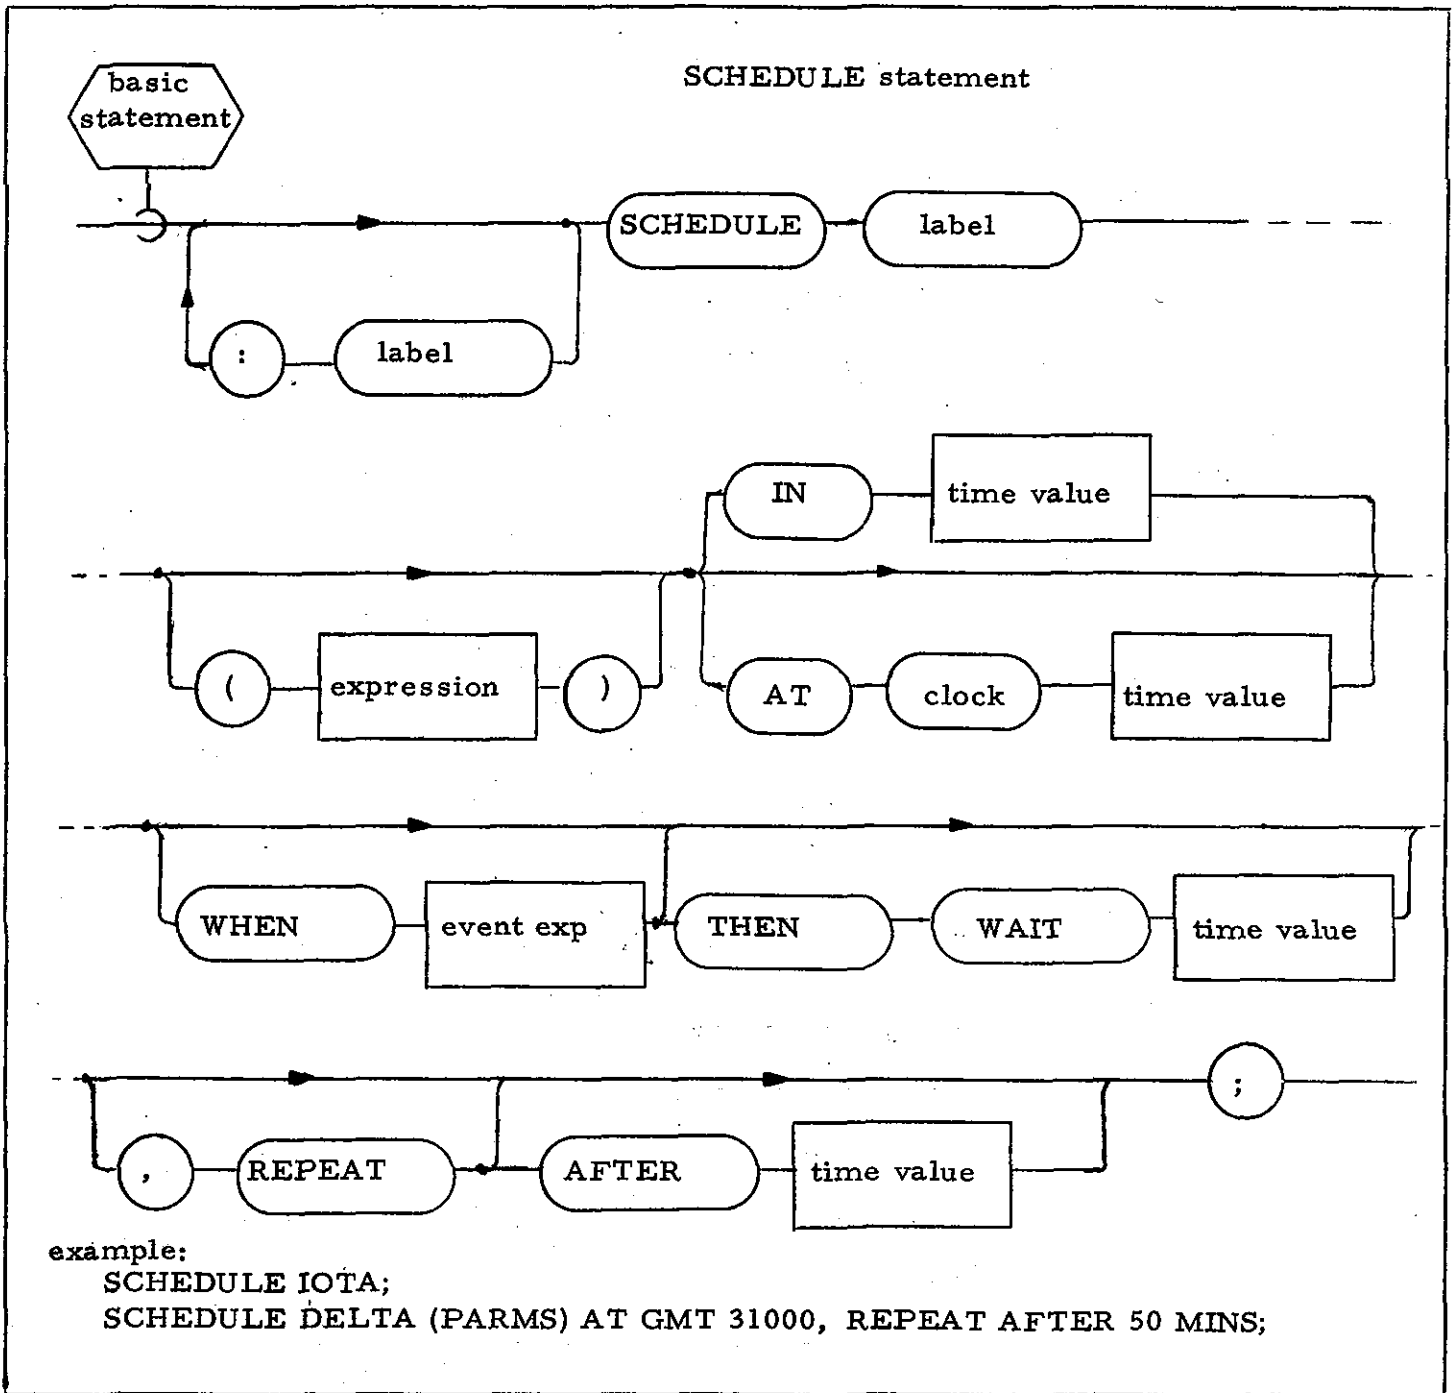 basic
statement
SCHEDULE statement
SCHEDULE label
: label
IN time value
( expression ) AT clock time value
WHEN event exp THEN WAIT time value
;
, REPEAT AFTER time value
example:
SCHEDULE IOTA;
SCHEDULE DELTA (PARMS) AT GMT 31000, REPEAT AFTER 50 MINS;